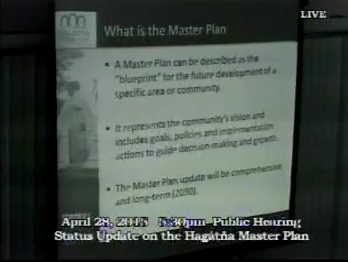 LIVE
What is the Master Plan
• A Master Plan can be described as the
"blueprint" for the future development of a
specific area or community.
• It represents the community's vision and
includes goals, policies and implementation
actions to guide decision-making and growth.
• The Master Plan update will be comprehensive
and long-term (2030).
April 28, 2015 5:30pm Public Hearing
Status Update on the Hagåtña Master Plan